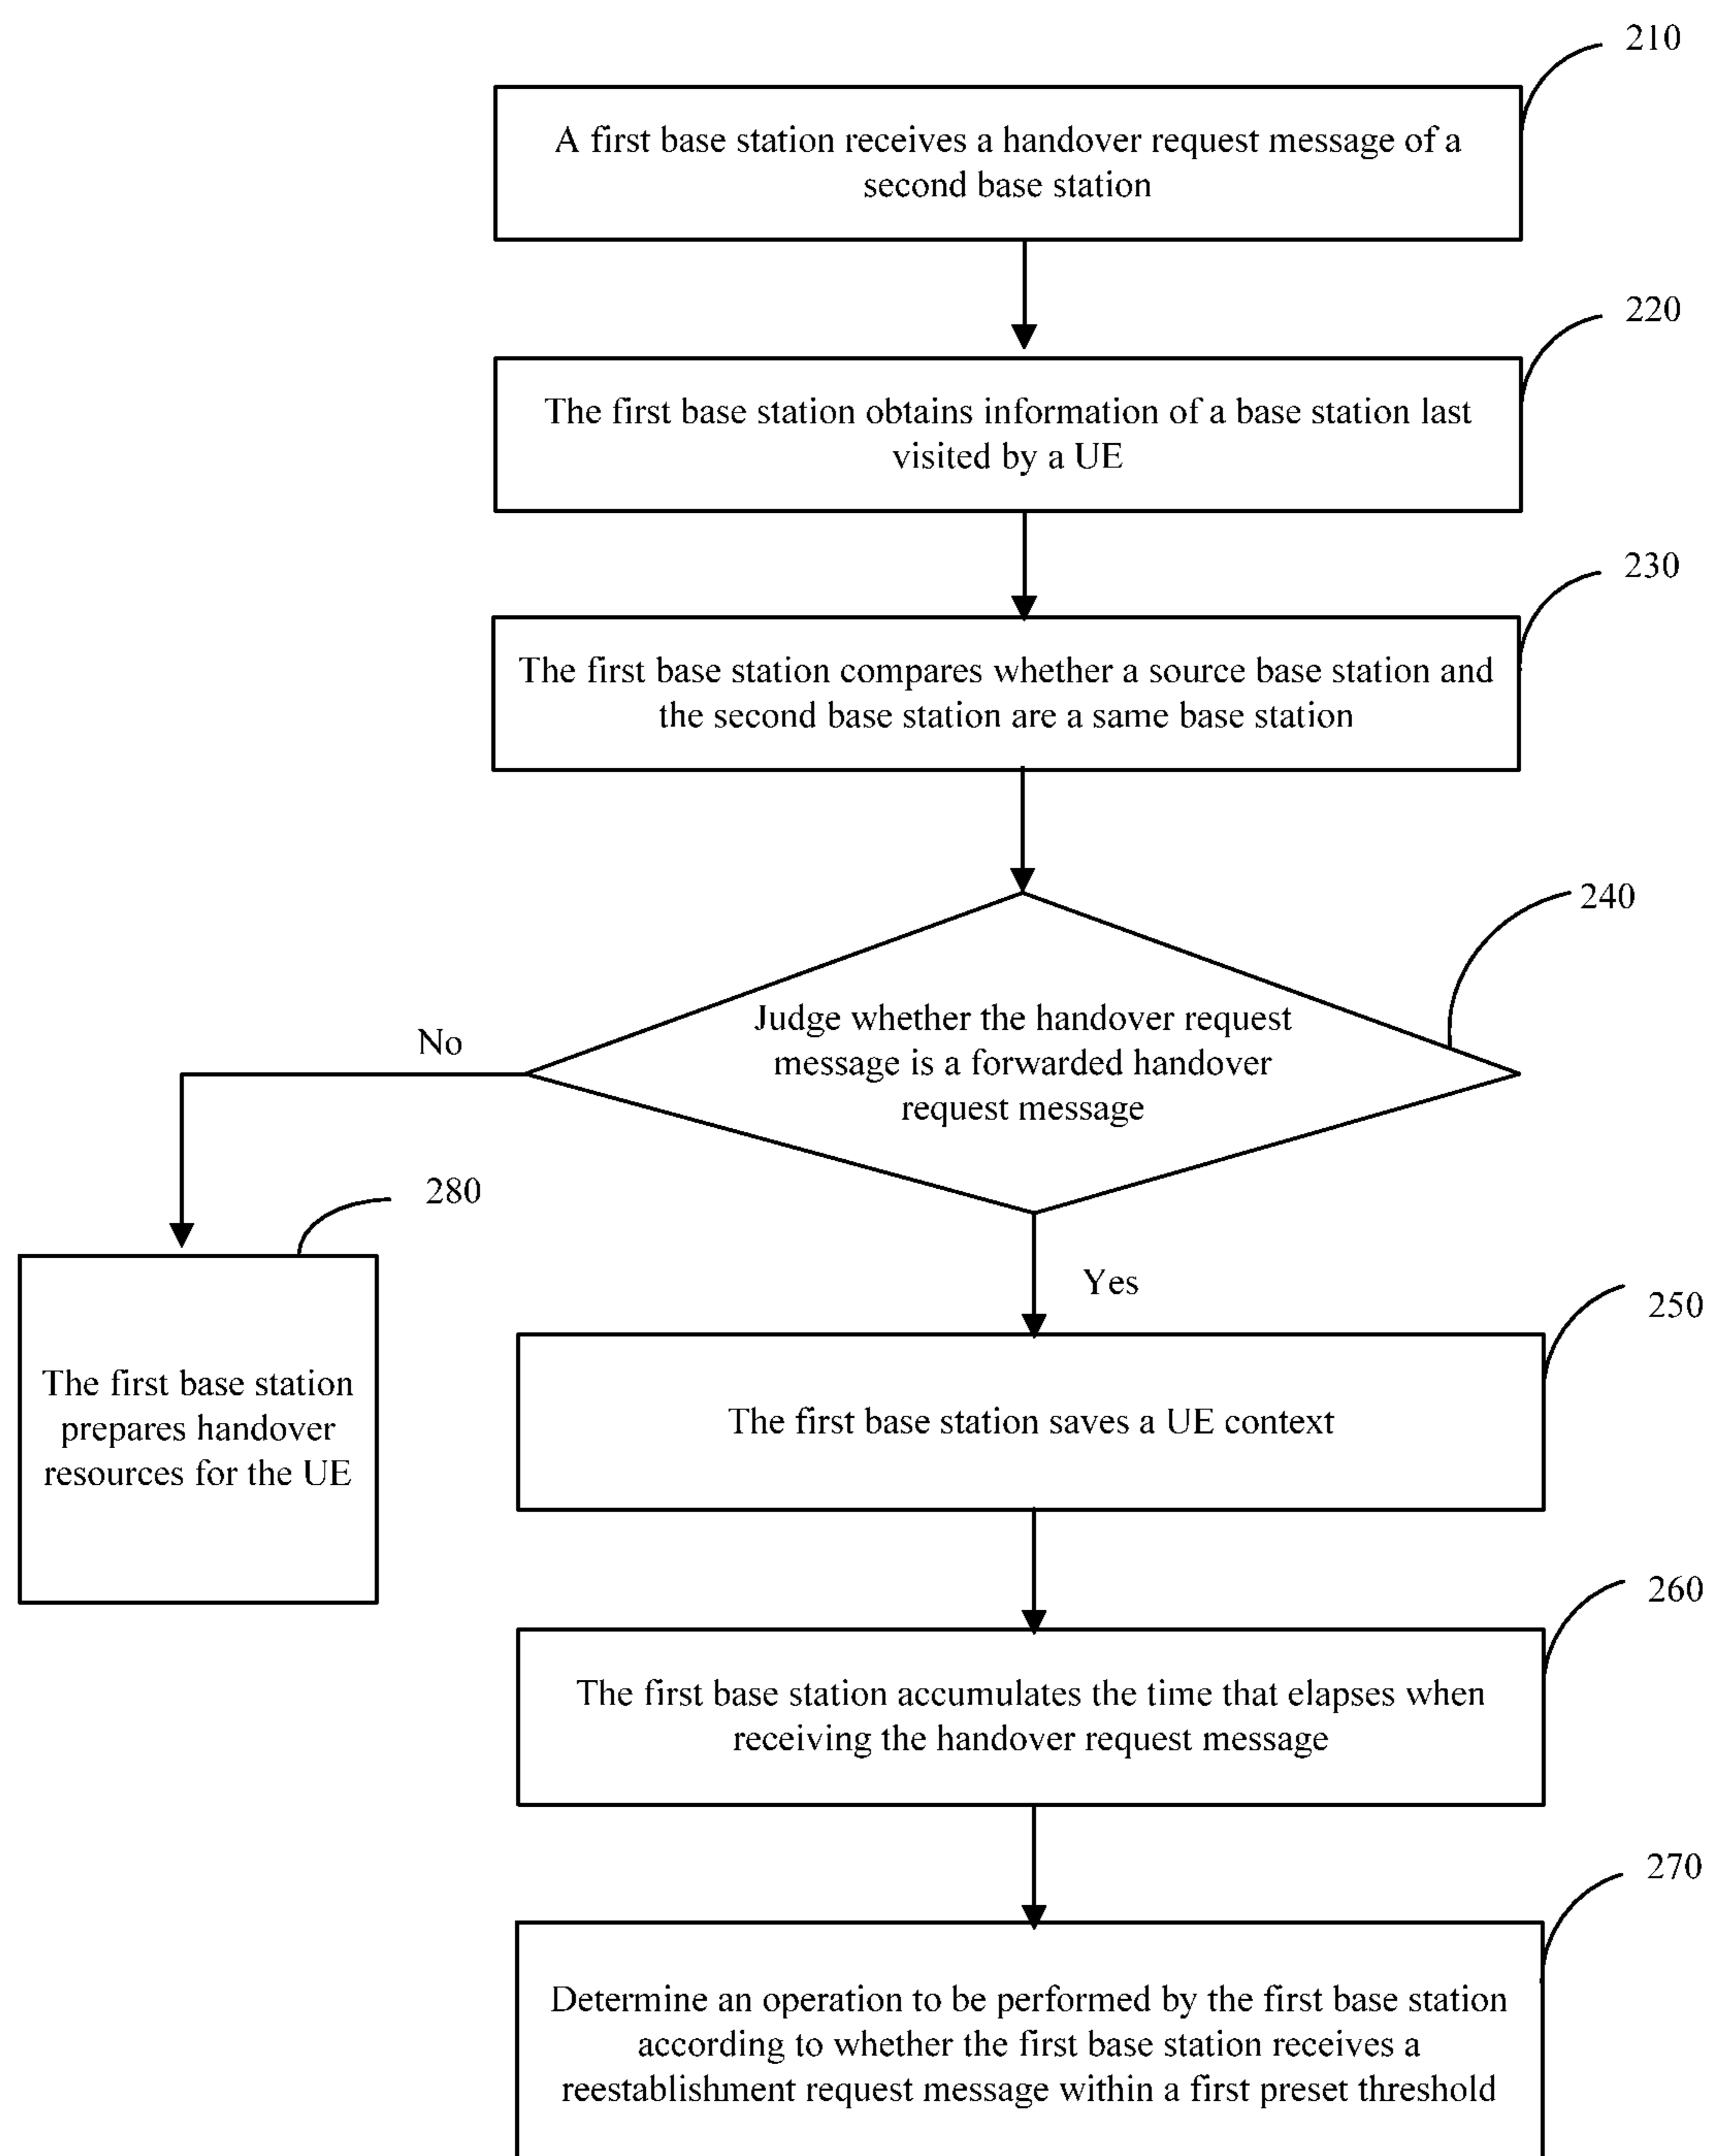 210
A first base station receives a handover request message of a
second base station
220
The first base station obtains information of a base station last
visited by a UE
230
The first base station compares whether a source base station and
the second base station are a same base station
240
Judge whether the handover request
message is a forwarded handover
request message
No
280
The first base station
prepares handover
resources for the UE
Yes
250
The first base station saves a UE context
260
The first base station accumulates the time that elapses when
receiving the handover request message
270
Determine an operation to be performed by the first base station
according to whether the first base station receives a
reestablishment request message within a first preset threshold